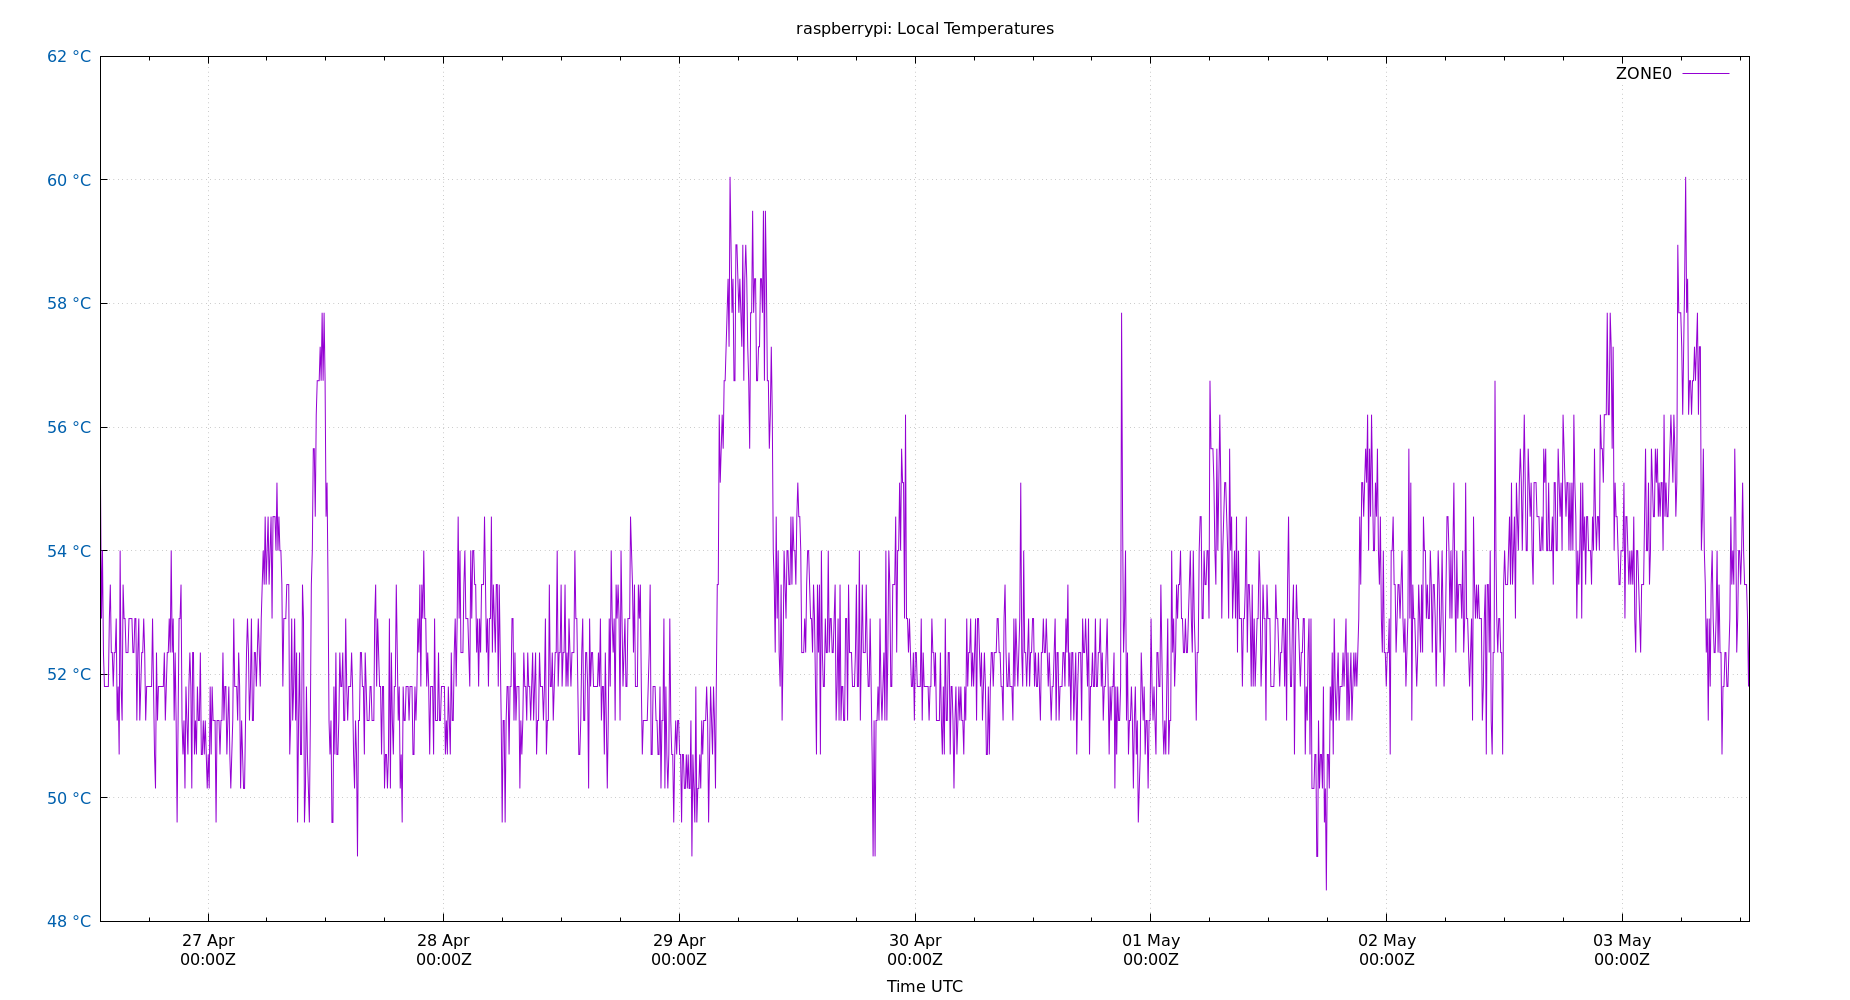 raspberrypi: Local Temperatures
62 °C
ZONE0
60 °C
58 °C
56 °C
54 °C
52 °C
50 °C
48 °C
27 Apr 28 Apr 29 Apr 30 Apr 01 May 02 May 03 May
00:00Z 00:00Z 00:00Z 00:00Z 00:00Z 00:00Z 00:00Z
Time UTC